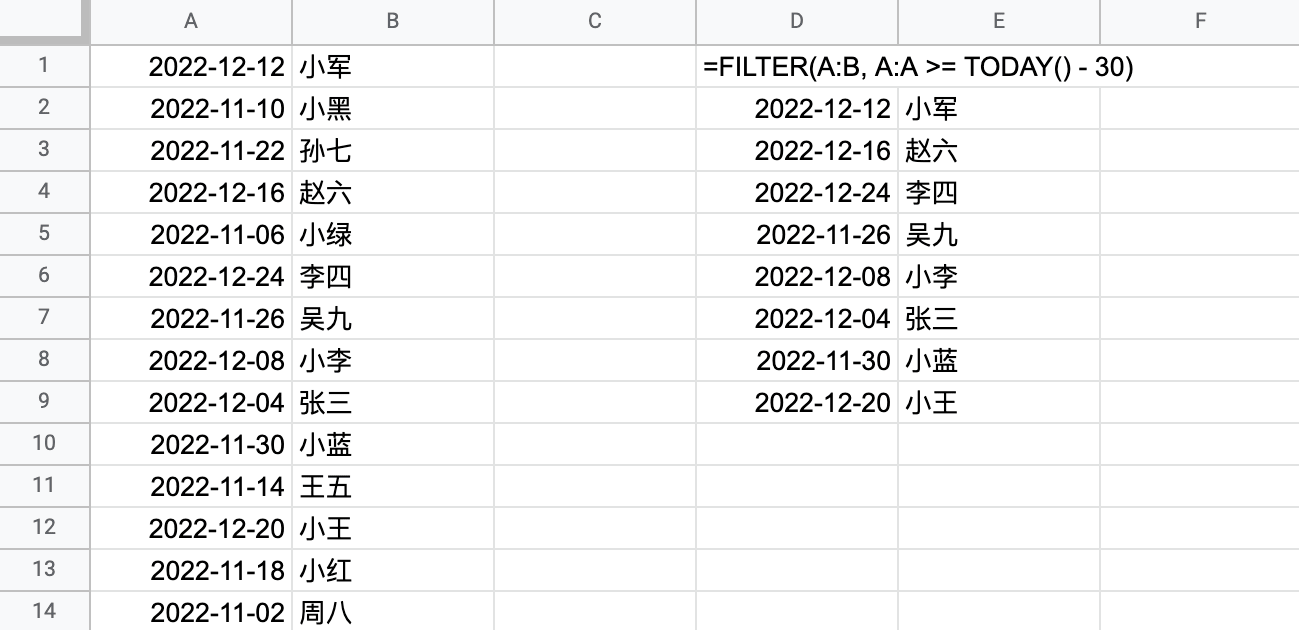 A B C D E F
1 2022-12-12 小军 =FILTER(A:B, A:A >= TODAY() - 30)
2 2022-11-10 小黑 2022-12-12 小军
3 2022-11-22 孙七 2022-12-16 赵六
4 2022-12-16 赵六 2022-12-24 李四
5 2022-11-06 小绿 2022-11-26 吴九
6 2022-12-24 李四 2022-12-08 小李
7 2022-11-26 吴九 2022-12-04 张三
8 2022-12-08 小李 2022-11-30 小蓝
9 2022-12-04 张三 2022-12-20 小王
10 2022-11-30 小蓝
11 2022-11-14 王五
12 2022-12-20 小王
13 2022-11-18 小红
14 2022-11-02 周八